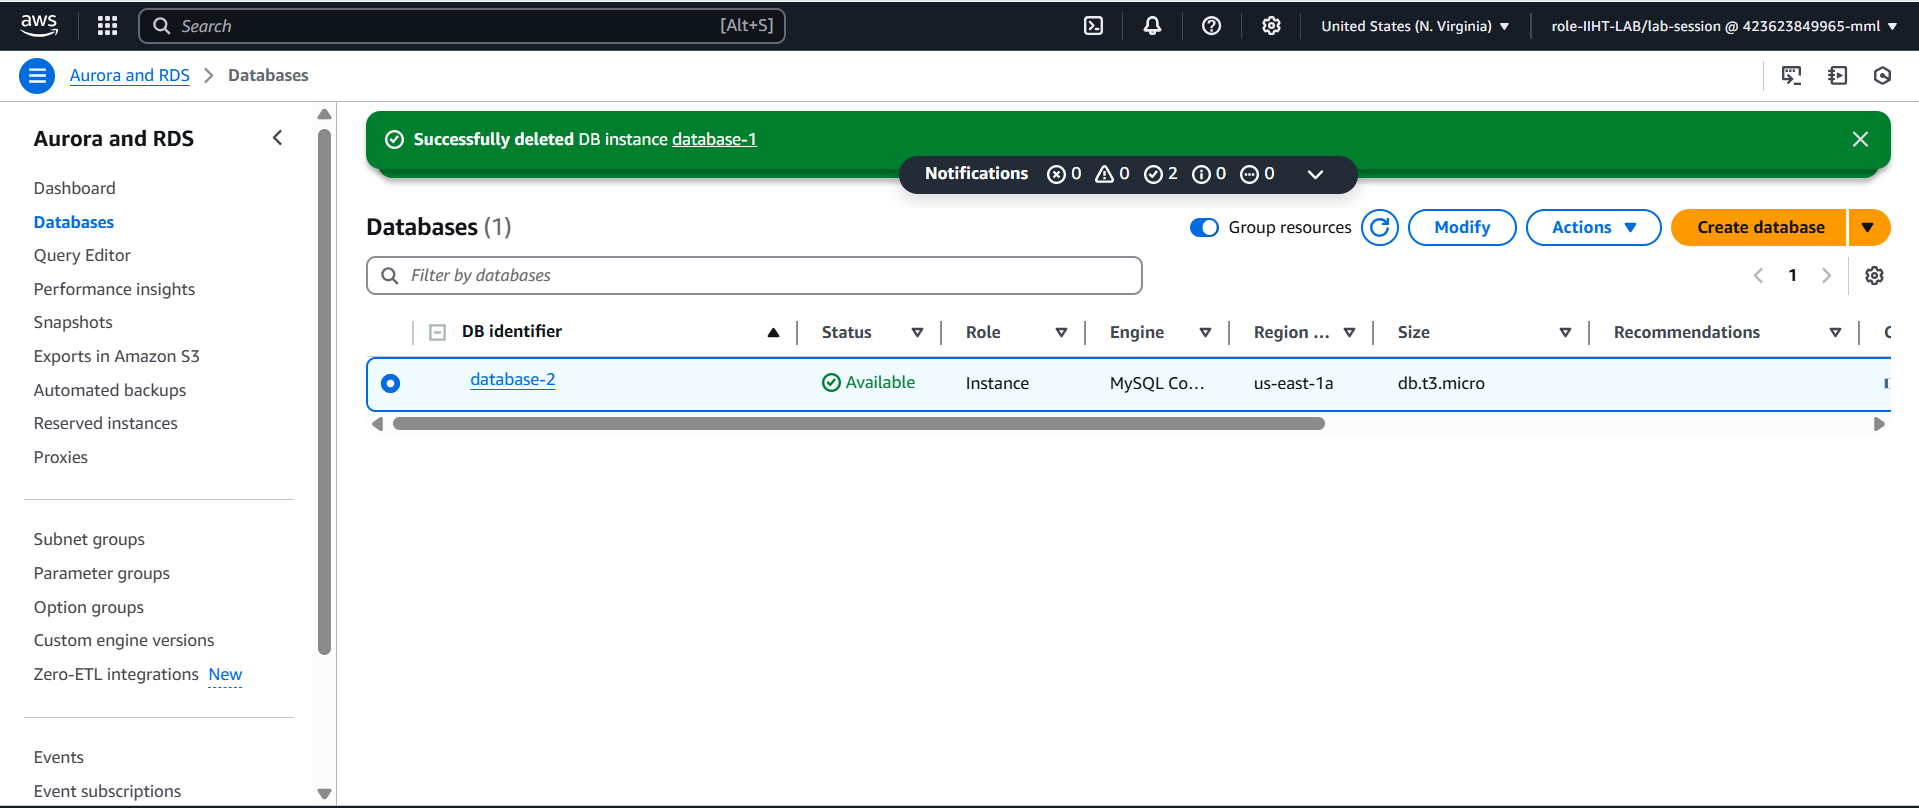 aws
Search [Alt+S]
United States (N. Virginia)
role-IIHT-LAB/lab-session @ 423623849965-mml
Aurora and RDS > Databases
Aurora and RDS
Dashboard
Databases
Query Editor
Performance insights
Snapshots
Exports in Amazon S3
Automated backups
Reserved instances
Proxies
Subnet groups
Parameter groups
Option groups
Custom engine versions
Zero-ETL integrations New
Events
Event subscriptions
Successfully deleted DB instance database-1
Notifications 0 0 2 0 0
Databases (1)
Group resources
Modify
Actions
Create database
Filter by databases
1
DB identifier Status Role Engine Region ... Size Recommendations
database-2 Available Instance MySQL Co... us-east-1a db.t3.micro